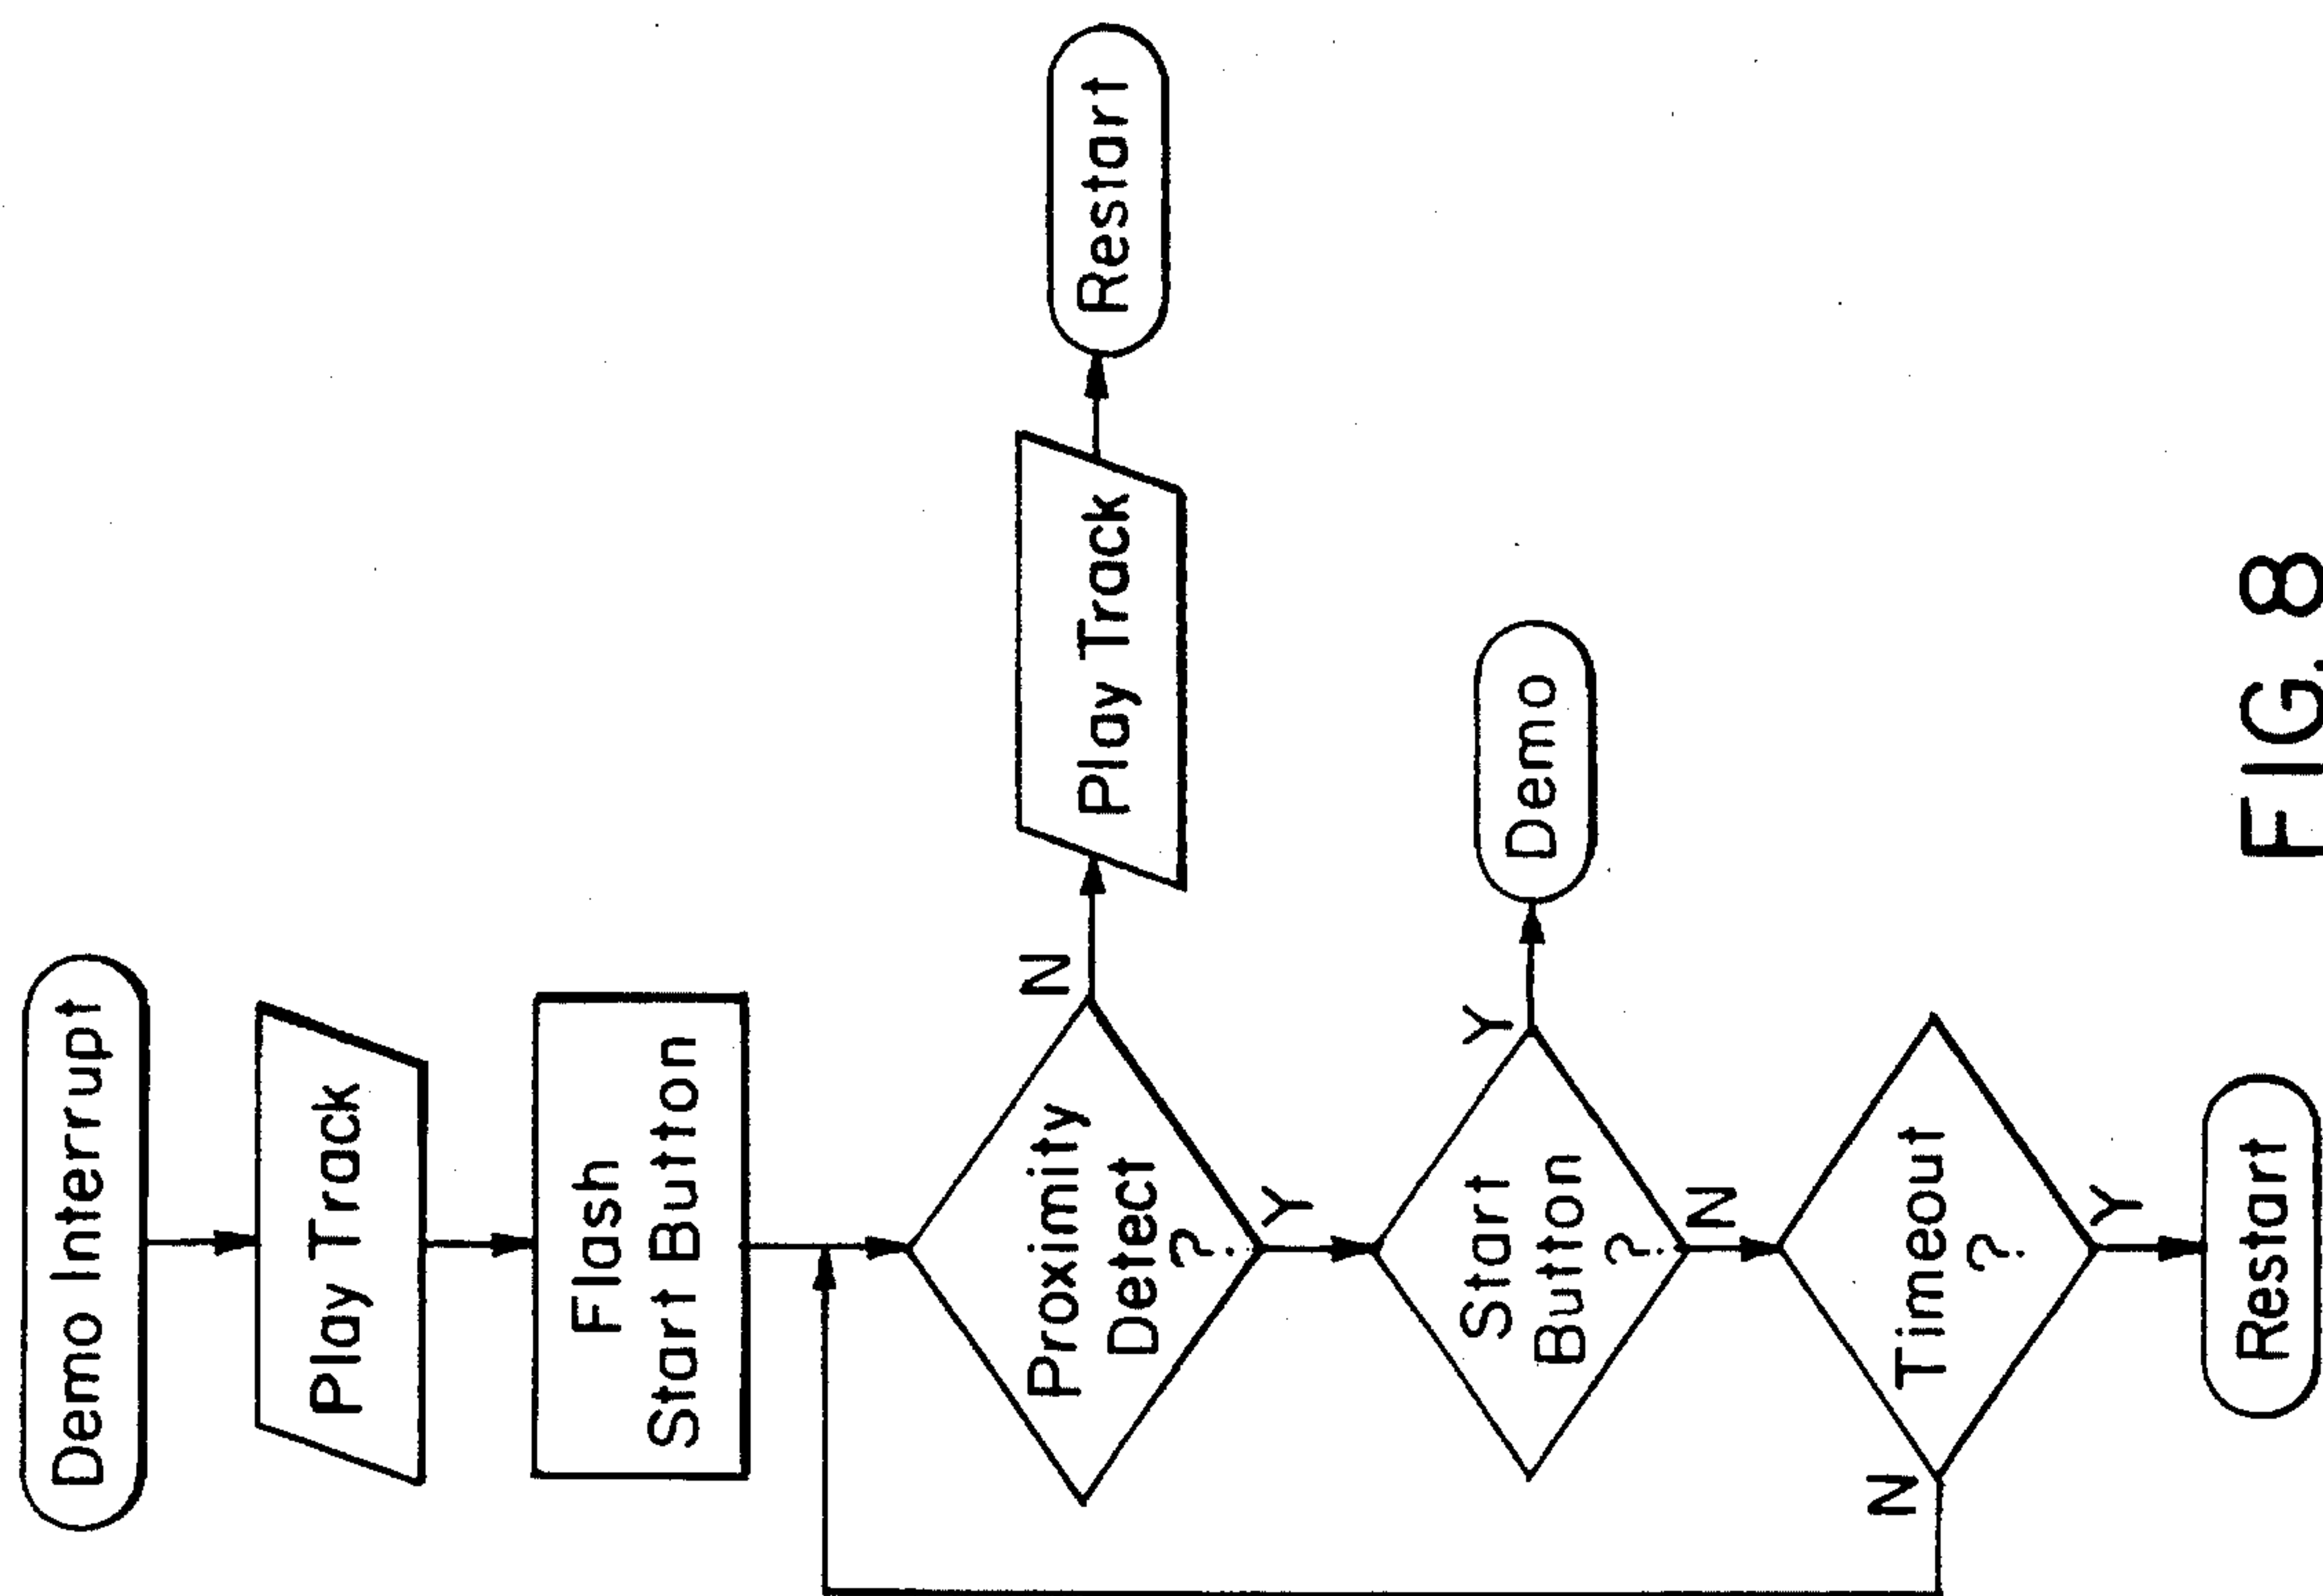 Demo Interrupt
Play Track
Flash
Start Button
Proximity
Detect
?
N
Play Track
Restart
Y
Start
Button
?
Y
Demo
N
Timeout
?
N
Y
Restart
FIG. 8